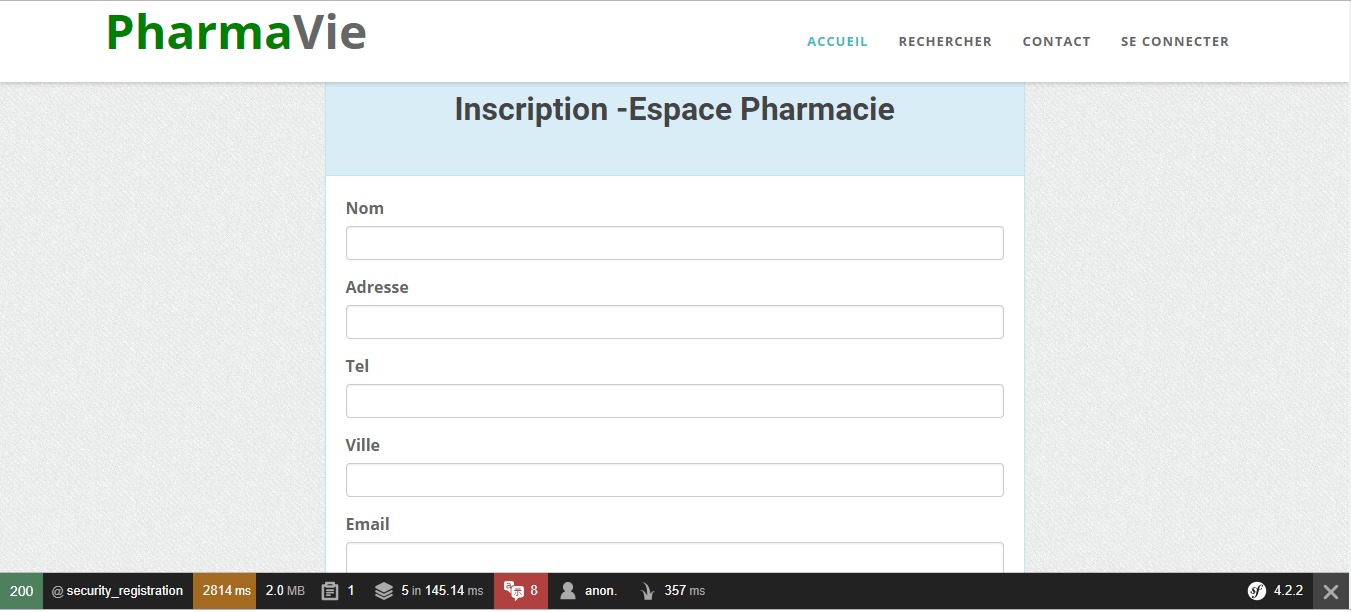 PharmaVie
ACCUEIL RECHERCHER CONTACT SE CONNECTER
Inscription -Espace Pharmacie
Nom
Adresse
Tel
Ville
Email
200 @ security_registration 2814 ms 2.0 MB 1 5 in 145.14 ms 8 anon. 357 ms sf 4.2.2